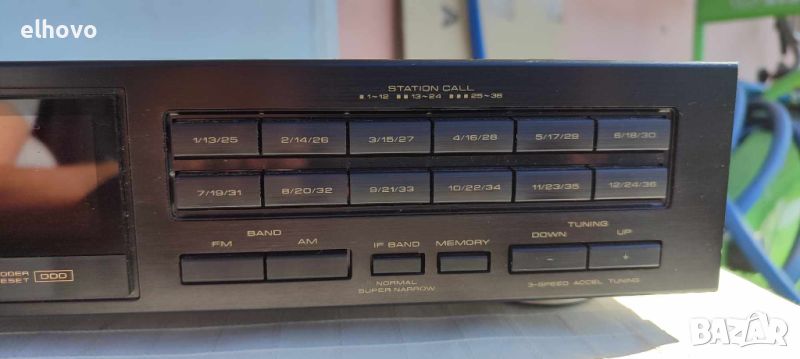 elhovo
STATION CALL
1~12 13~24 25~36
1/13/25 2/14/26 3/15/27 4/16/28 5/17/29 6/18/30
7/19/31 8/20/32 9/21/33 10/22/34 11/23/35 12/24/36
BAND TUNING
FM AM IF BAND MEMORY DOWN UP
- +
NORMAL
SUPER NARROW
3-SPEED ACCEL TUNING
DDD
BAZAR